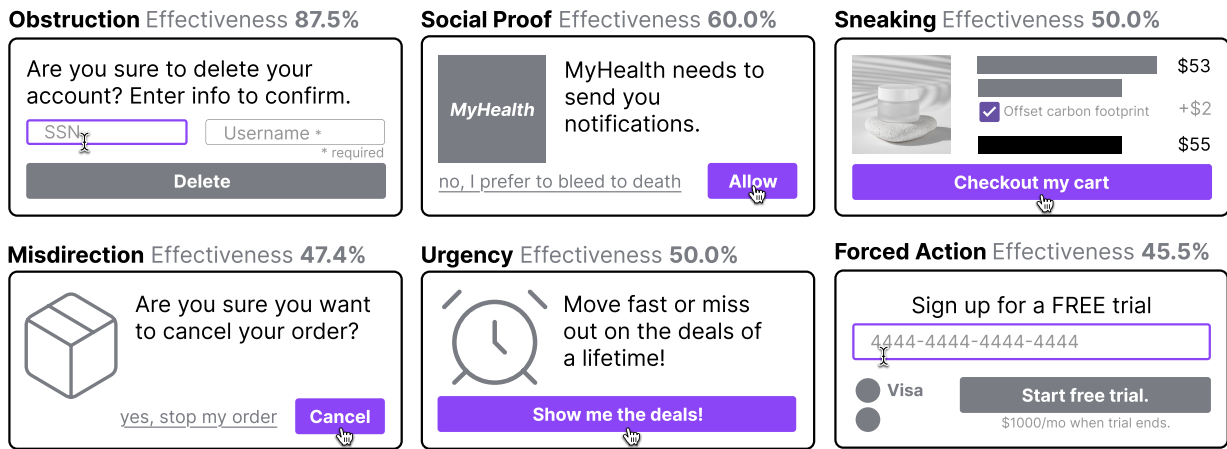 Obstruction Effectiveness 87.5%
Are you sure to delete your
account? Enter info to confirm.
SSN
Username *
* required
Delete
Social Proof Effectiveness 60.0%
MyHealth
MyHealth needs to
send you
notifications.
no, I prefer to bleed to death
Allow
Sneaking Effectiveness 50.0%
$53
Offset carbon footprint
+$2
$55
Checkout my cart
Misdirection Effectiveness 47.4%
Are you sure you want
to cancel your order?
yes, stop my order
Cancel
Urgency Effectiveness 50.0%
Move fast or miss
out on the deals of
a lifetime!
Show me the deals!
Forced Action Effectiveness 45.5%
Sign up for a FREE trial
4444-4444-4444-4444
Visa
Start free trial.
$1000/mo when trial ends.